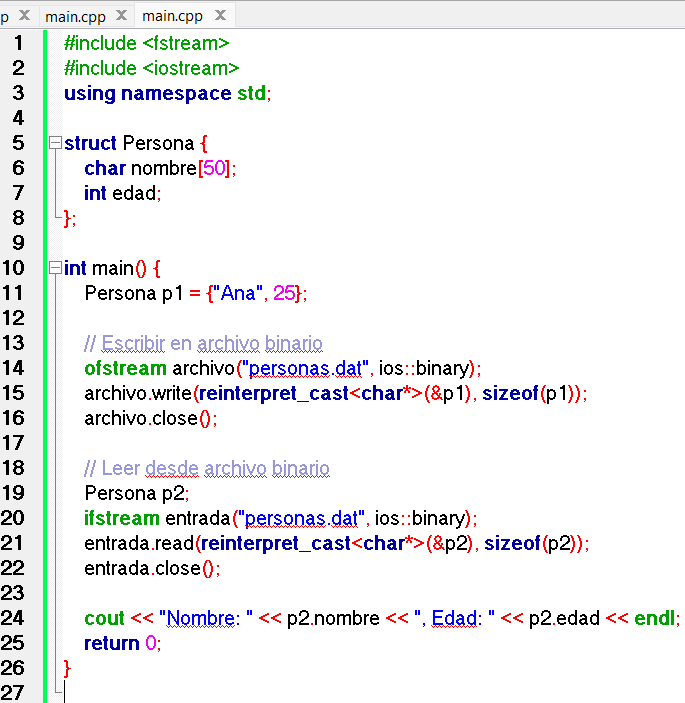 p main.cpp main.cpp
1 #include <fstream>
2 #include <iostream>
3 using namespace std;
4
5 struct Persona {
6 char nombre[50];
7 int edad;
8 };
9
10 int main() {
11 Persona p1 = {"Ana", 25};
12
13 // Escribir en archivo binario
14 ofstream archivo("personas.dat", ios::binary);
15 archivo.write(reinterpret_cast<char*>(&p1), sizeof(p1));
16 archivo.close();
17
18 // Leer desde archivo binario
19 Persona p2;
20 ifstream entrada("personas.dat", ios::binary);
21 entrada.read(reinterpret_cast<char*>(&p2), sizeof(p2));
22 entrada.close();
23
24 cout << "Nombre: " << p2.nombre << ", Edad: " << p2.edad << endl;
25 return 0;
26 }
27